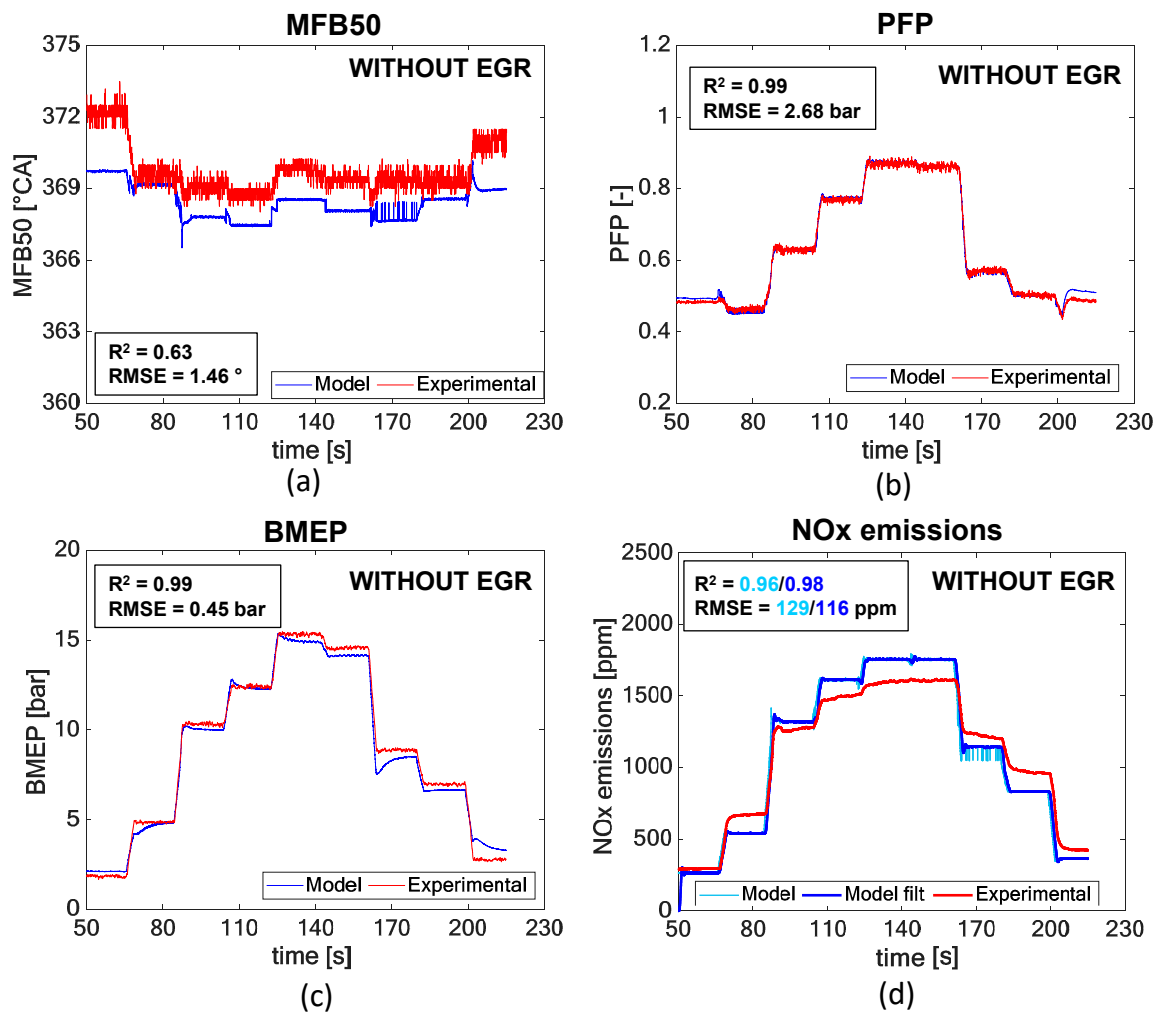 MFB50
375
372
369
366
363
360
MFB50 [°CA]
WITHOUT EGR
R² = 0.63
RMSE = 1.46 °
Model Experimental
50 80 110 140 170 200 230
time [s]
(a)
PFP
1.2
1
0.8
0.6
0.4
0.2
PFP [-]
R² = 0.99
RMSE = 2.68 bar
WITHOUT EGR
Model Experimental
50 80 110 140 170 200 230
time [s]
(b)
BMEP
20
15
10
5
0
BMEP [bar]
R² = 0.99
RMSE = 0.45 bar
WITHOUT EGR
Model Experimental
50 80 110 140 170 200 230
time [s]
(c)
NOx emissions
2500
2000
1500
1000
500
0
NOx emissions [ppm]
R² = 0.96/0.98
RMSE = 129/116 ppm
WITHOUT EGR
Model Model filt Experimental
50 80 110 140 170 200 230
time [s]
(d)